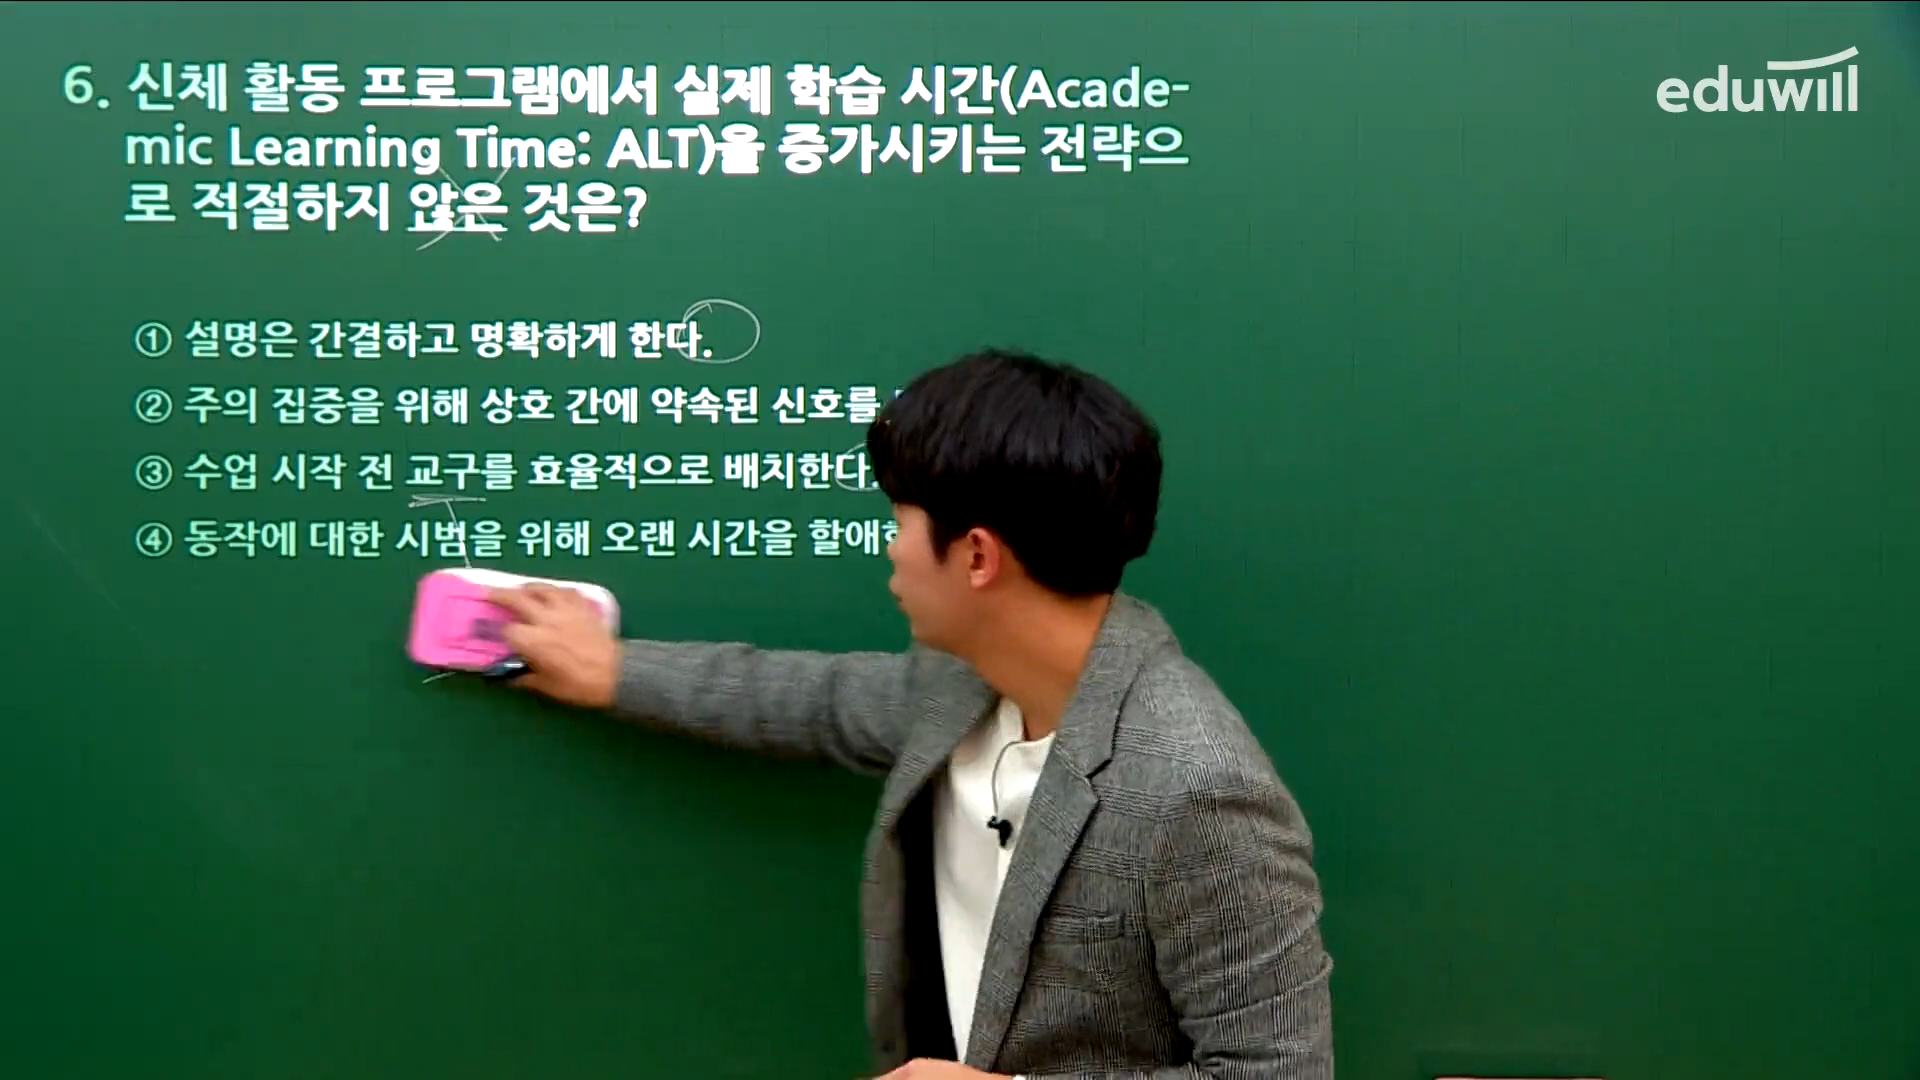 eduwill
6. 신체 활동 프로그램에서 실제 학습 시간(Acade-
mic Learning Time: ALT)을 증가시키는 전략으
로 적절하지 않은 것은?
① 설명은 간결하고 명확하게 한다.
② 주의 집중을 위해 상호 간에 약속된 신호를
③ 수업 시작 전 교구를 효율적으로 배치한다.
④ 동작에 대한 시범을 위해 오랜 시간을